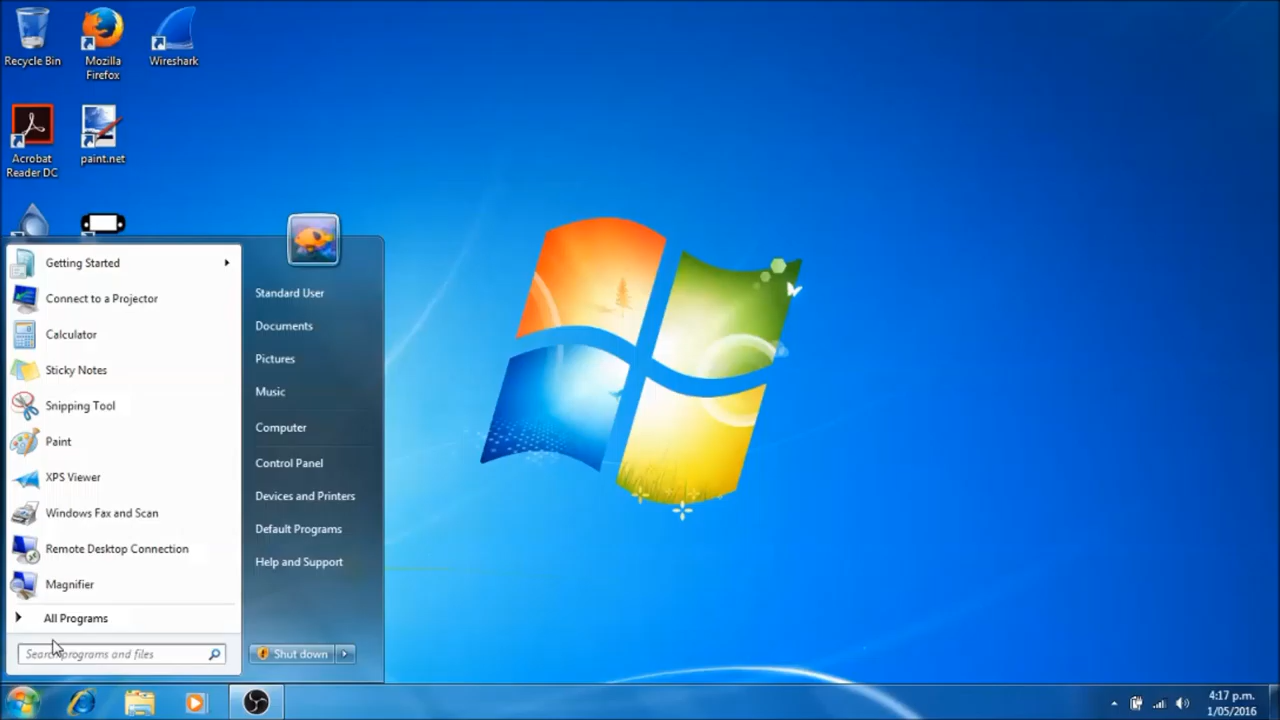 Recycle Bin
Mozilla
Firefox
Wireshark
Acrobat
Reader DC
paint.net
Getting Started
Connect to a Projector
Calculator
Sticky Notes
Snipping Tool
Paint
XPS Viewer
Windows Fax and Scan
Remote Desktop Connection
Magnifier
All Programs
Search programs and files
Standard User
Documents
Pictures
Music
Computer
Control Panel
Devices and Printers
Default Programs
Help and Support
Shut down
4:17 p.m.
1/05/2016